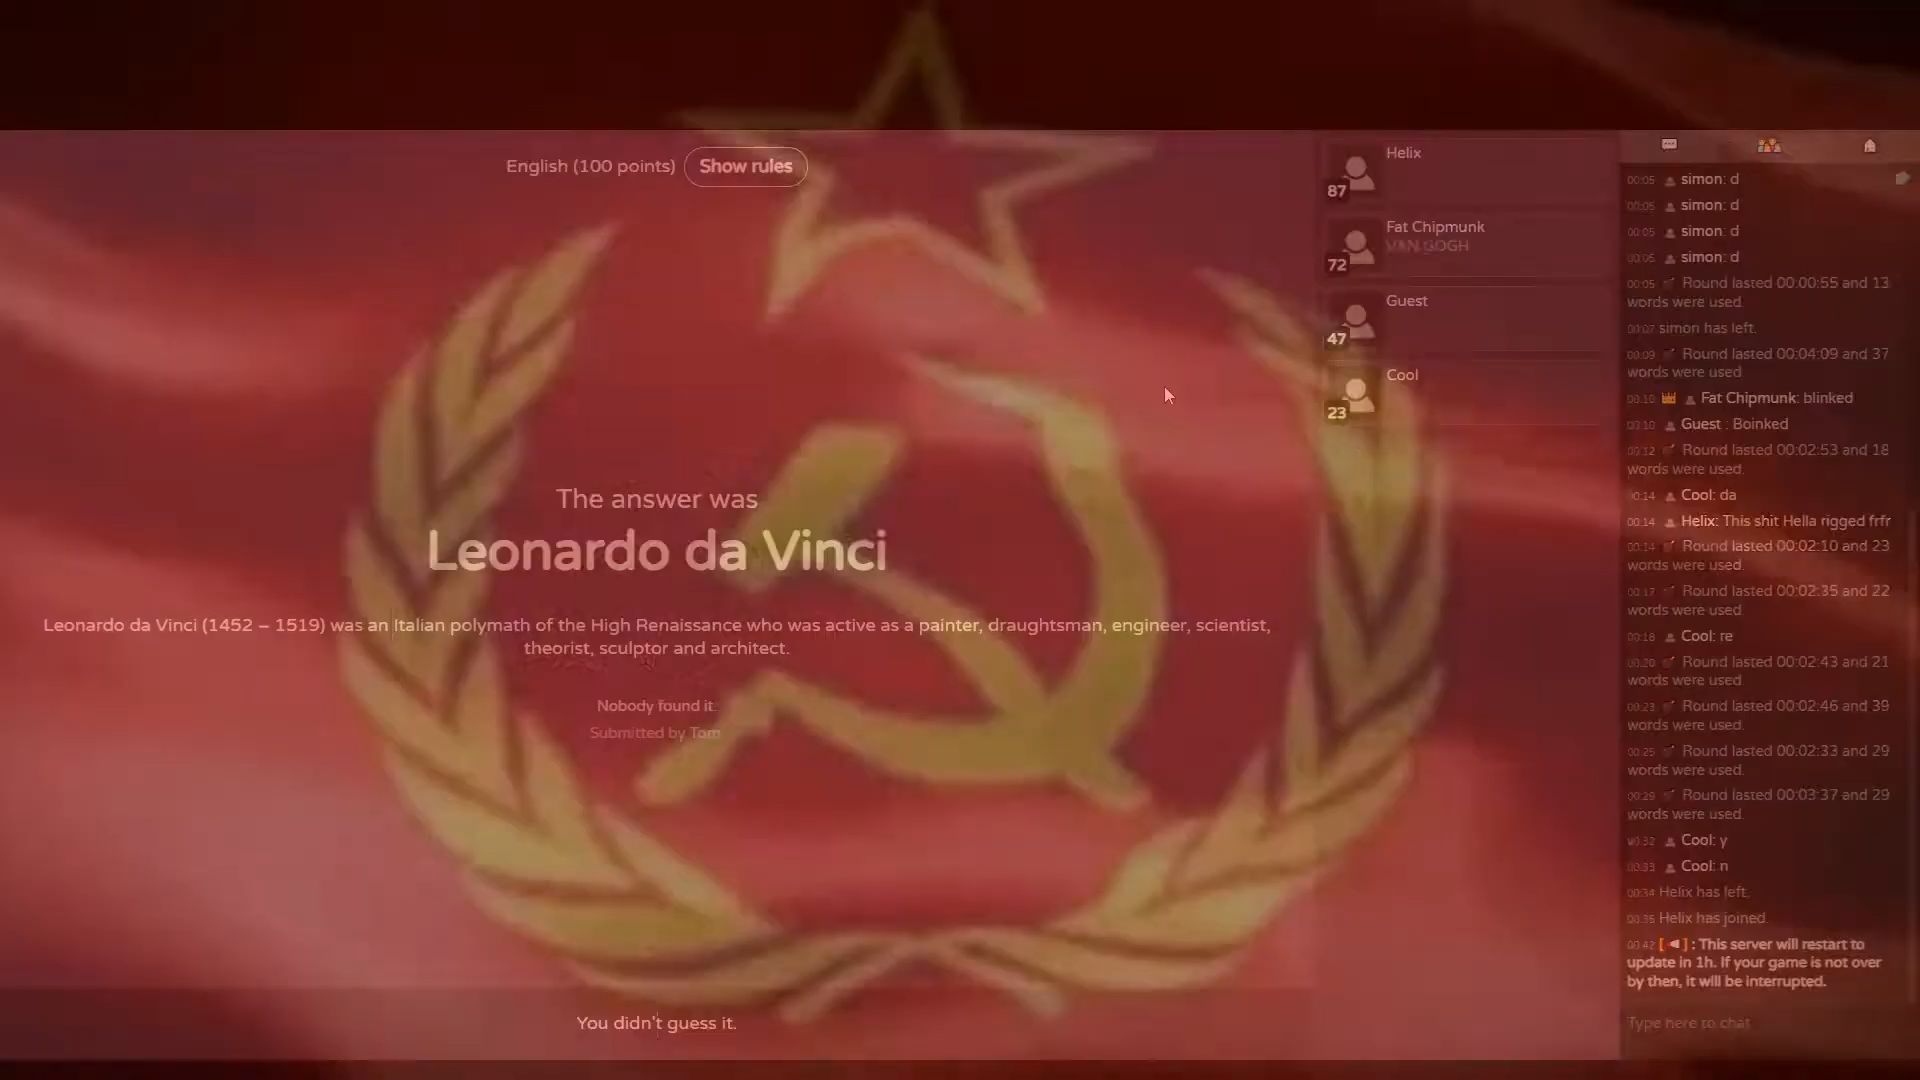 English (100 points) Show rules
The answer was
Leonardo da Vinci
Leonardo da Vinci (1452 – 1519) was an Italian polymath of the High Renaissance who was active as a painter, draughtsman, engineer, scientist,
theorist, sculptor and architect.
Nobody found it.
Submitted by Tom
You didn't guess it.
Helix
87
Fat Chipmunk
VAN GOGH
72
Guest
47
Cool
23
00:05 simon: d
00:05 simon: d
00:05 simon: d
00:05 simon: d
00:05 Round lasted 00:00:55 and 13
words were used.
00:07 simon has left.
00:09 Round lasted 00:04:09 and 37
words were used.
00:10 Fat Chipmunk: blinked
00:10 Guest : Boinked
00:12 Round lasted 00:02:53 and 18
words were used.
00:14 Cool: da
00:14 Helix: This shit Hella rigged frfr
00:14 Round lasted 00:02:10 and 23
words were used.
00:17 Round lasted 00:02:35 and 22
words were used.
00:18 Cool: re
00:20 Round lasted 00:02:43 and 21
words were used.
00:23 Round lasted 00:02:46 and 39
words were used.
00:25 Round lasted 00:02:33 and 29
words were used.
00:29 Round lasted 00:03:37 and 29
words were used.
00:32 Cool: y
00:33 Cool: n
00:34 Helix has left.
00:35 Helix has joined.
00:42 [ ] : This server will restart to
update in 1h. If your game is not over
by then, it will be interrupted.
Type here to chat